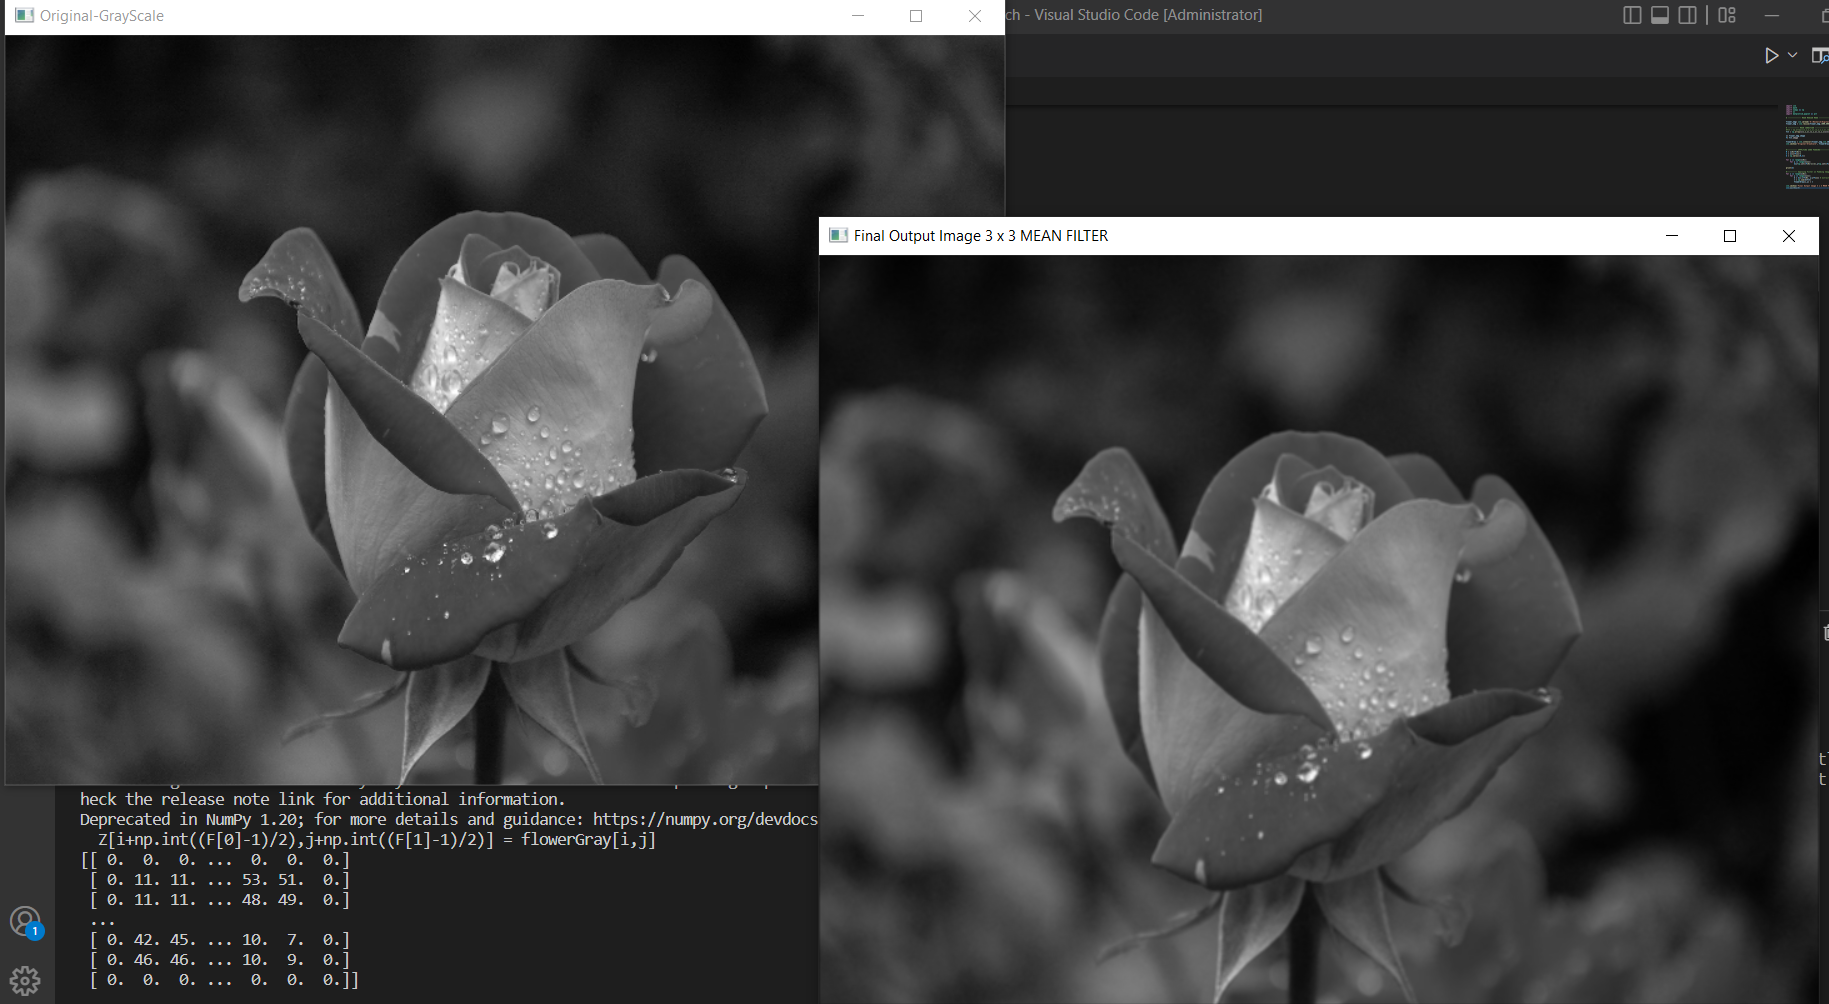 Original-GrayScale
ch - Visual Studio Code [Administrator]
Final Output Image 3 x 3 MEAN FILTER
heck the release note link for additional information.
Deprecated in NumPy 1.20; for more details and guidance: https://numpy.org/devdocs
Z[i+np.int((F[0]-1)/2),j+np.int((F[1]-1)/2)] = flowerGray[i,j]
[[ 0. 0. 0. ... 0. 0. 0.]
[ 0. 11. 11. ... 53. 51. 0.]
[ 0. 11. 11. ... 48. 49. 0.]
...
[ 0. 42. 45. ... 10. 7. 0.]
[ 0. 46. 46. ... 10. 9. 0.]
[ 0. 0. 0. ... 0. 0. 0.]]
1